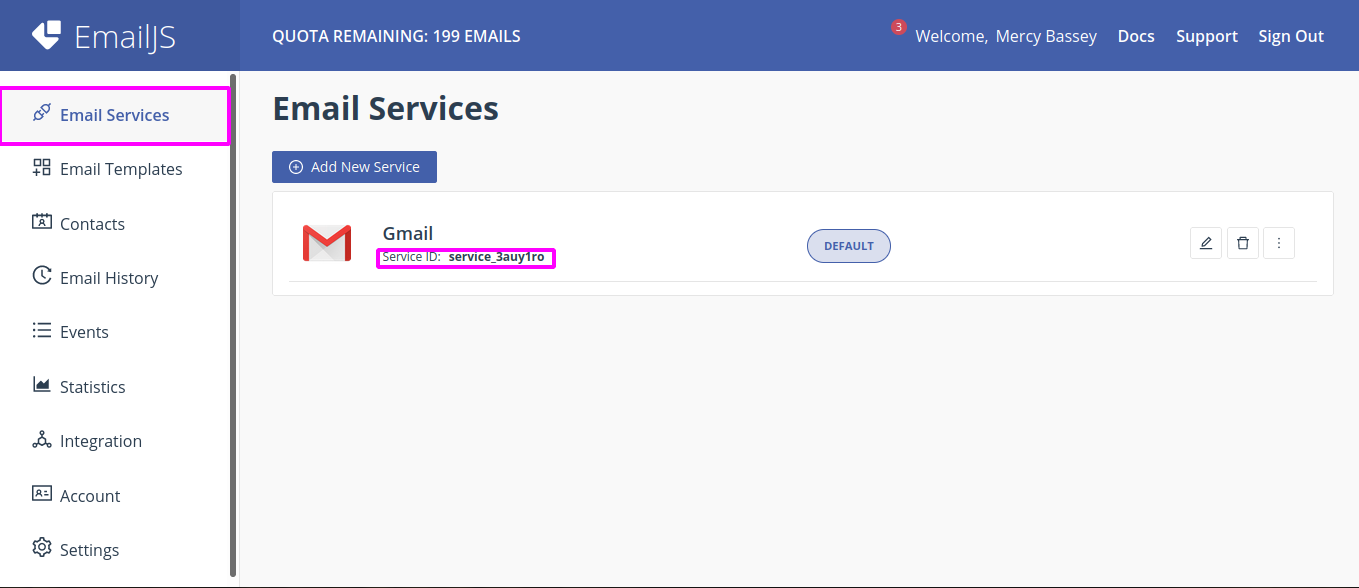 EmailJS
QUOTA REMAINING: 199 EMAILS
3
Welcome, Mercy Bassey
Docs
Support
Sign Out
Email Services
Email Templates
Contacts
Email History
Events
Statistics
Integration
Account
Settings
Email Services
Add New Service
Gmail
Service ID: service_3auy1ro
DEFAULT